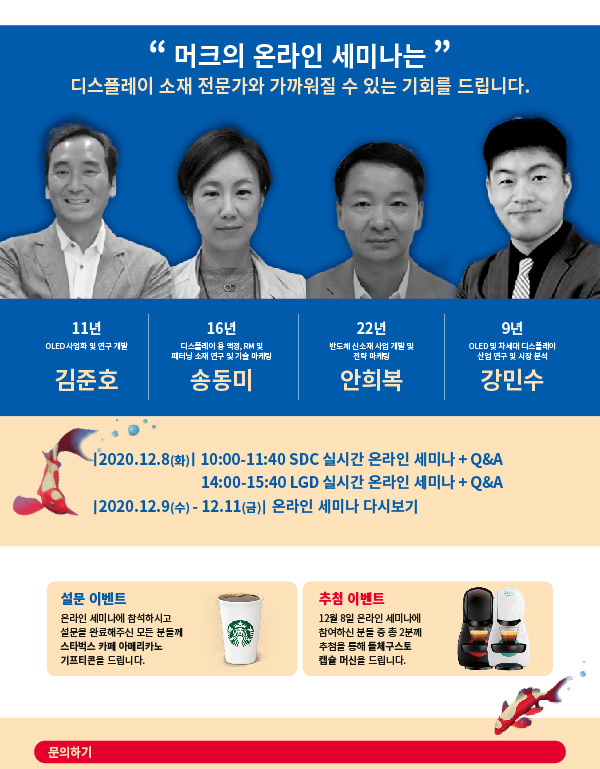 “ 머크의 온라인 세미나는 ”
디스플레이 소재 전문가와 가까워질 수 있는 기회를 드립니다.
11년
OLED사업화 및 연구 개발
김준호
16년
디스플레이 용 액정, RM 및
패터닝 소재 연구 및 기술 마케팅
송동미
22년
반도체 신소재 사업 개발 및
전략 마케팅
안희복
9년
OLED 및 차세대 디스플레이
산업 연구 및 시장 분석
강민수
|2020.12.8(화)| 10:00-11:40 SDC 실시간 온라인 세미나 + Q&A
14:00-15:40 LGD 실시간 온라인 세미나 + Q&A
|2020.12.9(수) - 12.11(금)| 온라인 세미나 다시보기
설문 이벤트
온라인 세미나에 참석하시고
설문을 완료해주신 모든 분들께
스타벅스 카페 아메리카노
기프티콘을 드립니다.
추첨 이벤트
12월 8일 온라인 세미나에
참여하신 분들 중 총 2분께
추첨을 통해 돌체구스토
캡슐 머신을 드립니다.
문의하기